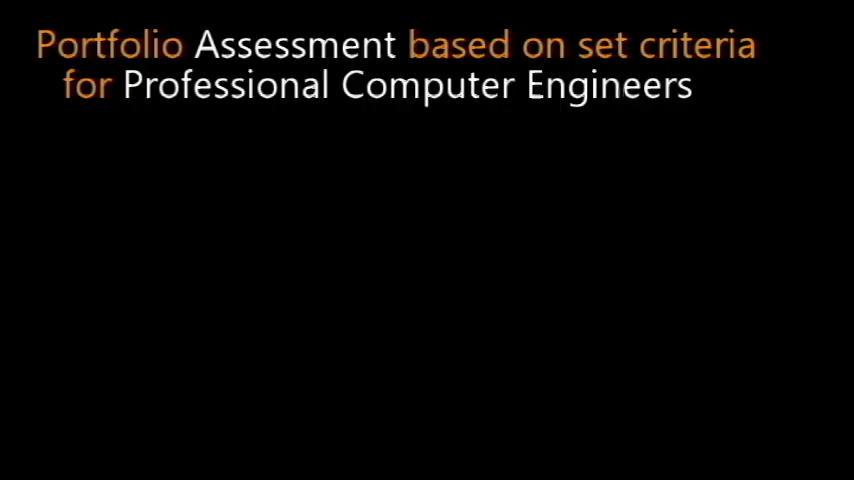 Portfolio Assessment based on set criteria
for Professional Computer Engineers